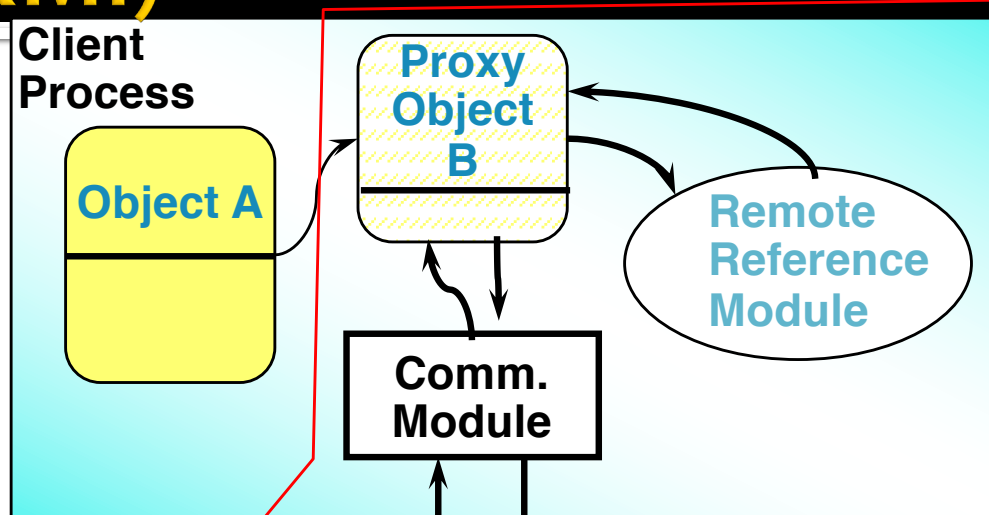 Client
Process
Proxy
Object
B
Object A
Remote
Reference
Module
Comm.
Module